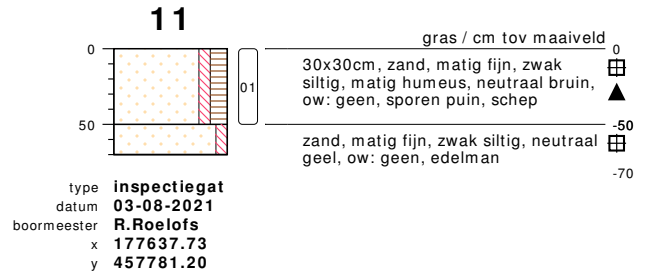 11
gras / cm tov maaiveld
0
0
30x30cm, zand, matig fijn, zwak
siltig, matig humeus, neutraal bruin,
ow: geen, sporen puin, schep
01
50
-50
zand, matig fijn, zwak siltig, neutraal
geel, ow: geen, edelman
-70
type inspectiegat
datum 03-08-2021
boormeester R.Roelofs
x 177637.73
y 457781.20